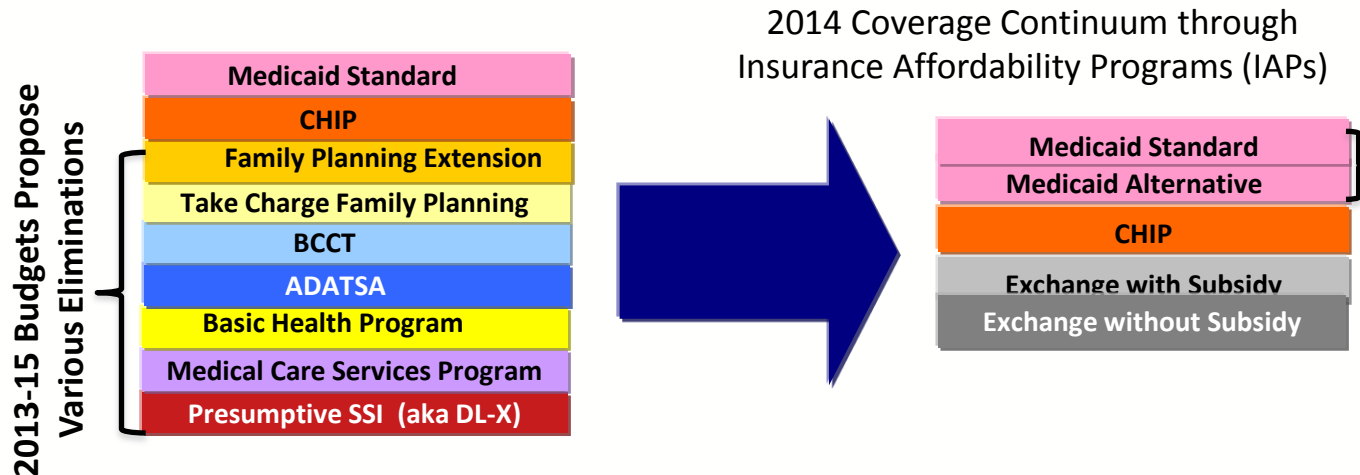 2013-15 Budgets Propose
Various Eliminations
Medicaid Standard
CHIP
Family Planning Extension
Take Charge Family Planning
BCCT
ADATSA
Basic Health Program
Medical Care Services Program
Presumptive SSI (aka DL-X)
2014 Coverage Continuum through
Insurance Affordability Programs (IAPs)
Medicaid Standard
Medicaid Alternative
CHIP
Exchange with Subsidy
Exchange without Subsidy